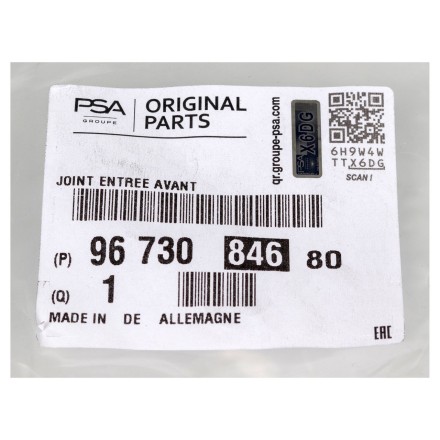 PSA
GROUPE
ORIGINAL
PARTS
qr.groupe-psa.com
PSA X6DG
6H9W4W
TTX6DG
SCAN !
JOINT ENTREE AVANT
(P) 96 730 846 80
(Q) 1
MADE IN DE ALLEMAGNE
EAC